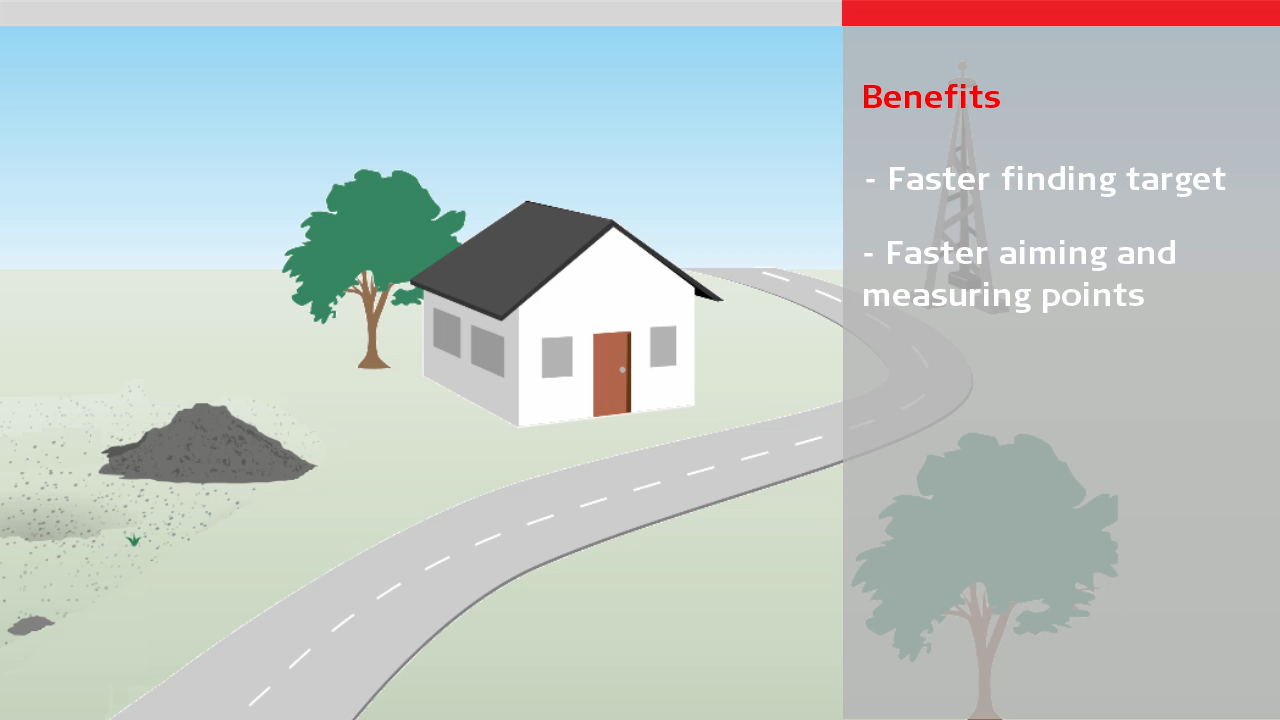 Benefits
- Faster finding target
- Faster aiming and
measuring points